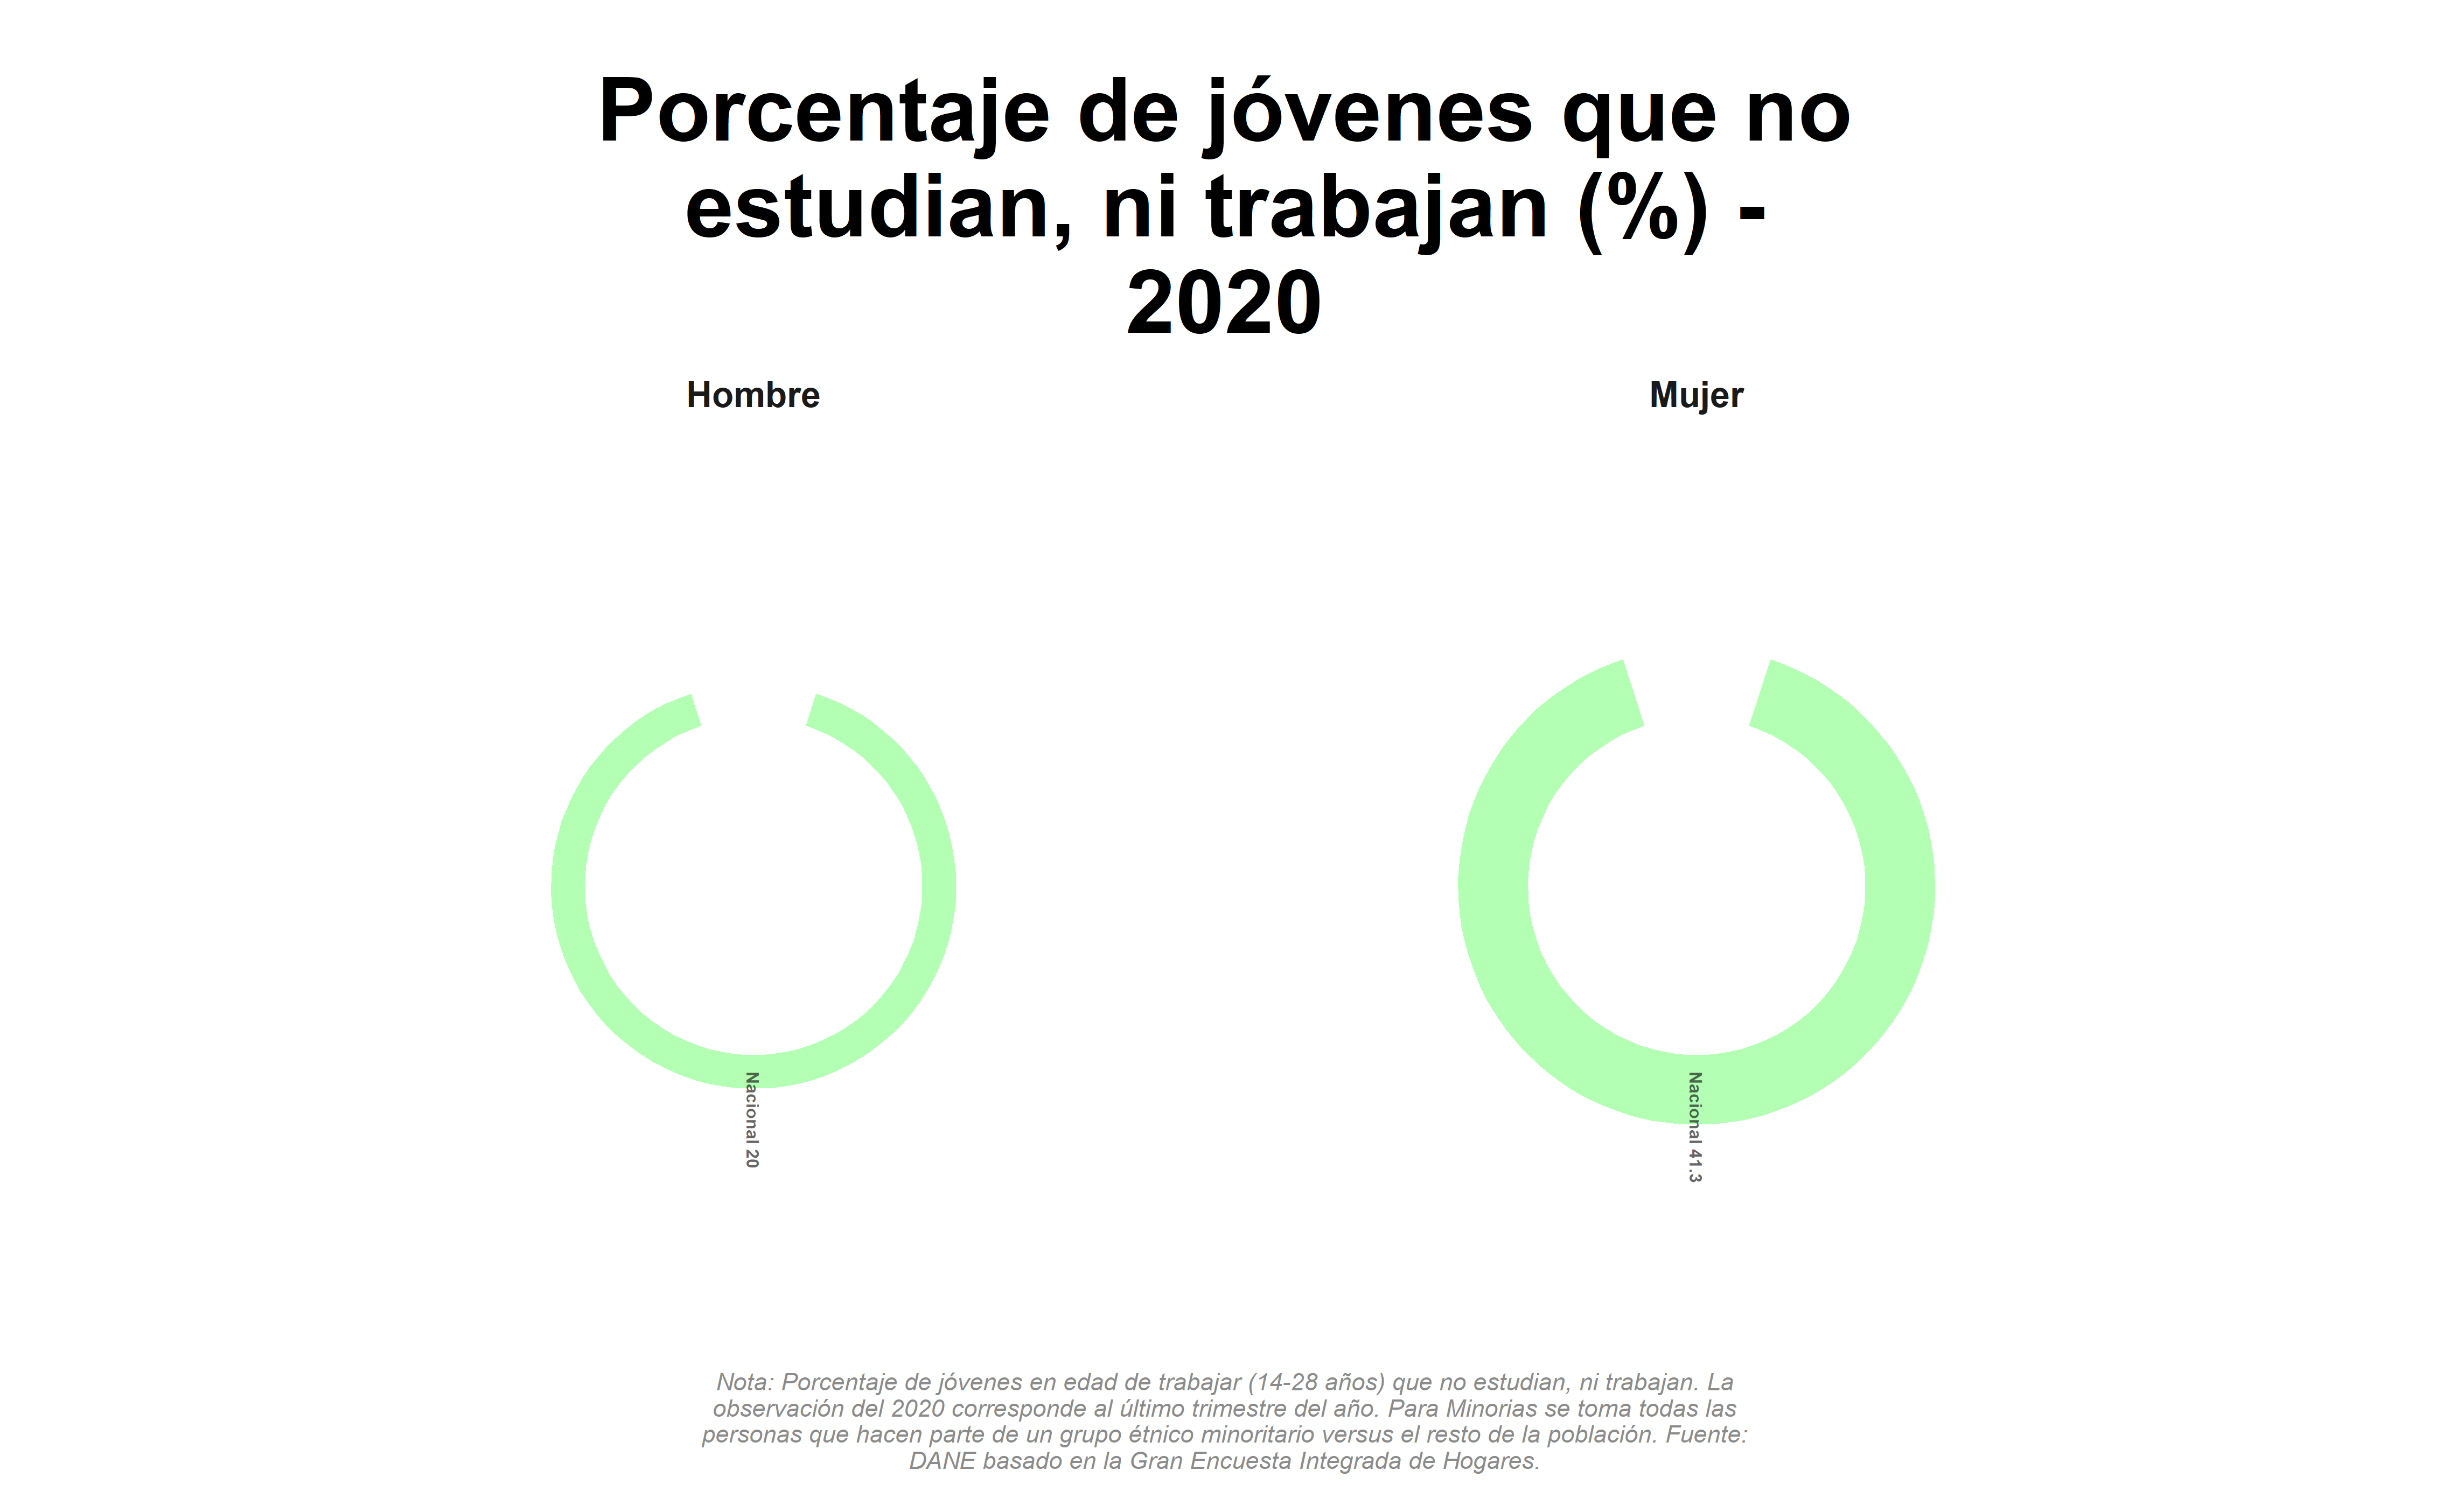 Porcentaje de jóvenes que no
estudian, ni trabajan (%) -
2020
Hombre
Mujer
Nacional 20
Nacional 41.3
Nota: Porcentaje de jóvenes en edad de trabajar (14-28 años) que no estudian, ni trabajan. La
observación del 2020 corresponde al último trimestre del año. Para Minorias se toma todas las
personas que hacen parte de un grupo étnico minoritario versus el resto de la población. Fuente:
DANE basado en la Gran Encuesta Integrada de Hogares.